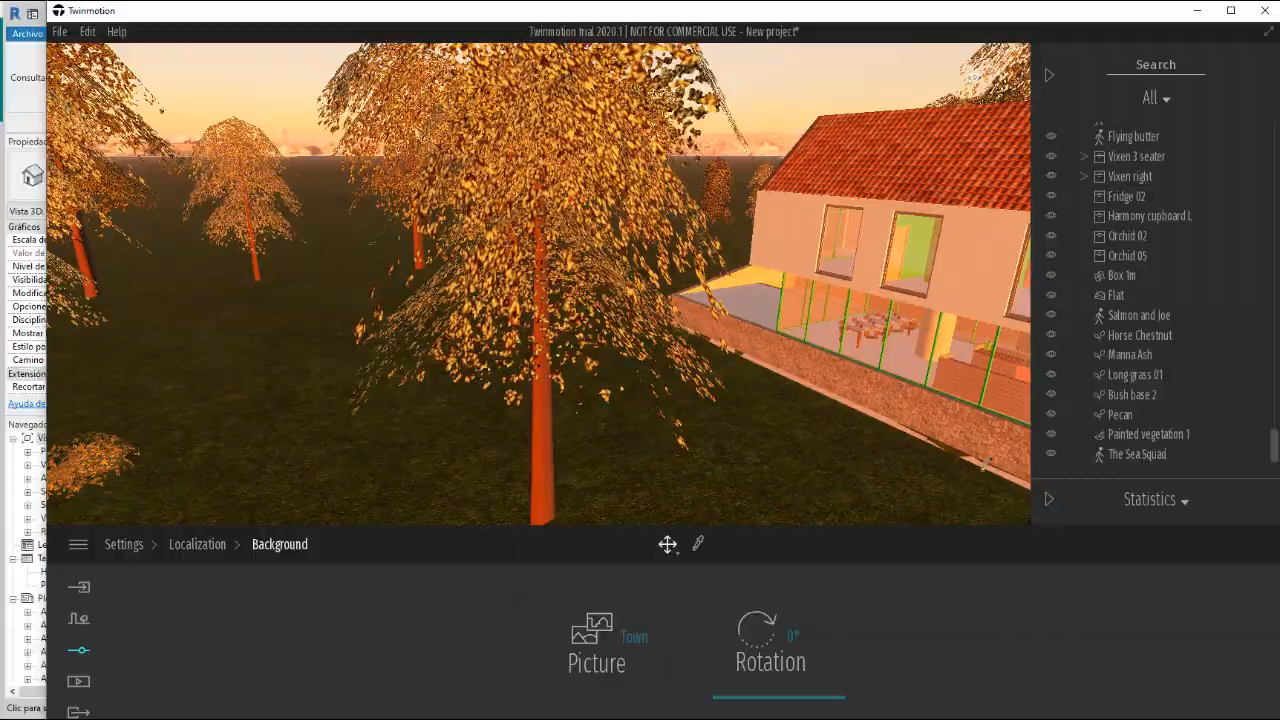 Twinmotion
File Edit Help
Twinmotion trial 2020.1 | NOT FOR COMMERCIAL USE - New project*
Archivo
Consulta
Propiedad
Vista 3D:
Gráficos
Escala d
Valor de
Nivel de
Visibilid
Modific
Opcione
Disciplin
Mostrar
Estilo po
Camino
Extensión
Recortar
Ayuda de
Navegado
Clic para s
Search
All
Flying butter
Vixen 3 seater
Vixen right
Fridge 02
Harmony cupboard L
Orchid 02
Orchid 05
Box 1m
Flat
Salmon and Joe
Horse Chestnut
Manna Ash
Long grass 01
Bush base 2
Pecan
Painted vegetation 1
The Sea Squad
Statistics
Settings > Localization > Background
Town
Picture
0°
Rotation